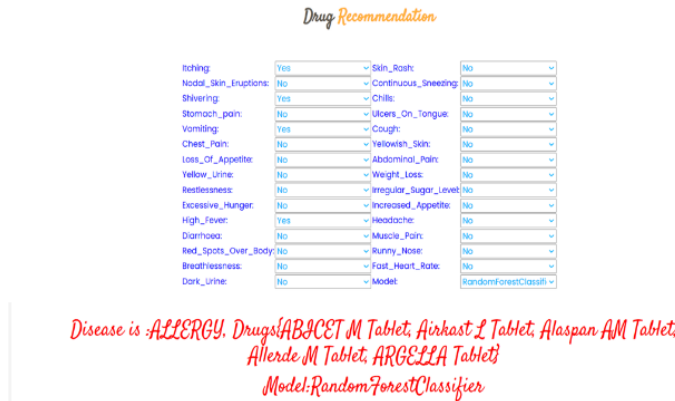 Drug Recommendation
Itching: Yes Skin_Rash: No
Nodal_Skin_Eruptions: No Continuous_Sneezing: No
Shivering: Yes Chills: No
Stomach_pain: No Ulcers_On_Tongue: No
Vomiting: Yes Cough: No
Chest_Pain: No Yellowish_Skin: No
Loss_Of_Appetite: No Abdominal_Pain: No
Yellow_Urine: No Weight_Loss: No
Restlessness: No Irregular_Sugar_Level: No
Excessive_Hunger: No Increased_Appetite: No
High_Fever: Yes Headache: No
Diarrhoea: No Muscle_Pain: No
Red_Spots_Over_Body: No Runny_Nose: No
Breathlessness: No Fast_Heart_Rate: No
Dark_Urine: No Model: RandomForestClassifi
Disease is :ALLERGY, Drugs{ABICET M Tablet, Airkast L Tablet, Alaspan AM Tablet,
Allerde M Tablet, ARGELLA Tablet}
Model:RandomForestClassifier